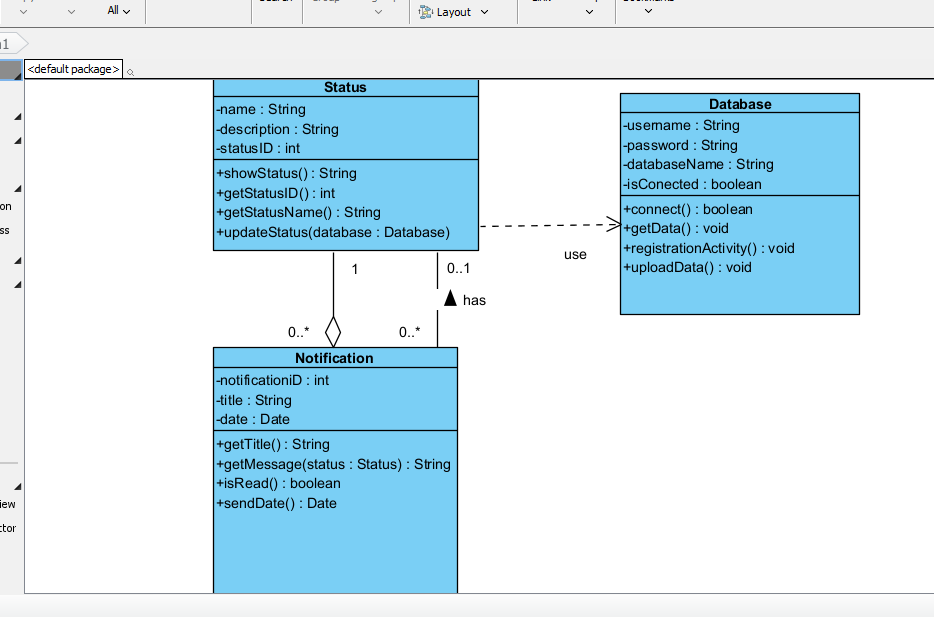 All
Layout
1
<default package>
Status
-name : String
-description : String
-statusID : int
+showStatus() : String
+getStatusID() : int
+getStatusName() : String
+updateStatus(database : Database)
Database
-username : String
-password : String
-databaseName : String
-isConected : boolean
+connect() : boolean
+getData() : void
+registrationActivity() : void
+uploadData() : void
use
1
0..1
has
0..*
0..*
Notification
-notificationiD : int
-title : String
-date : Date
+getTitle() : String
+getMessage(status : Status) : String
+isRead() : boolean
+sendDate() : Date
on
ss
iew
ctor